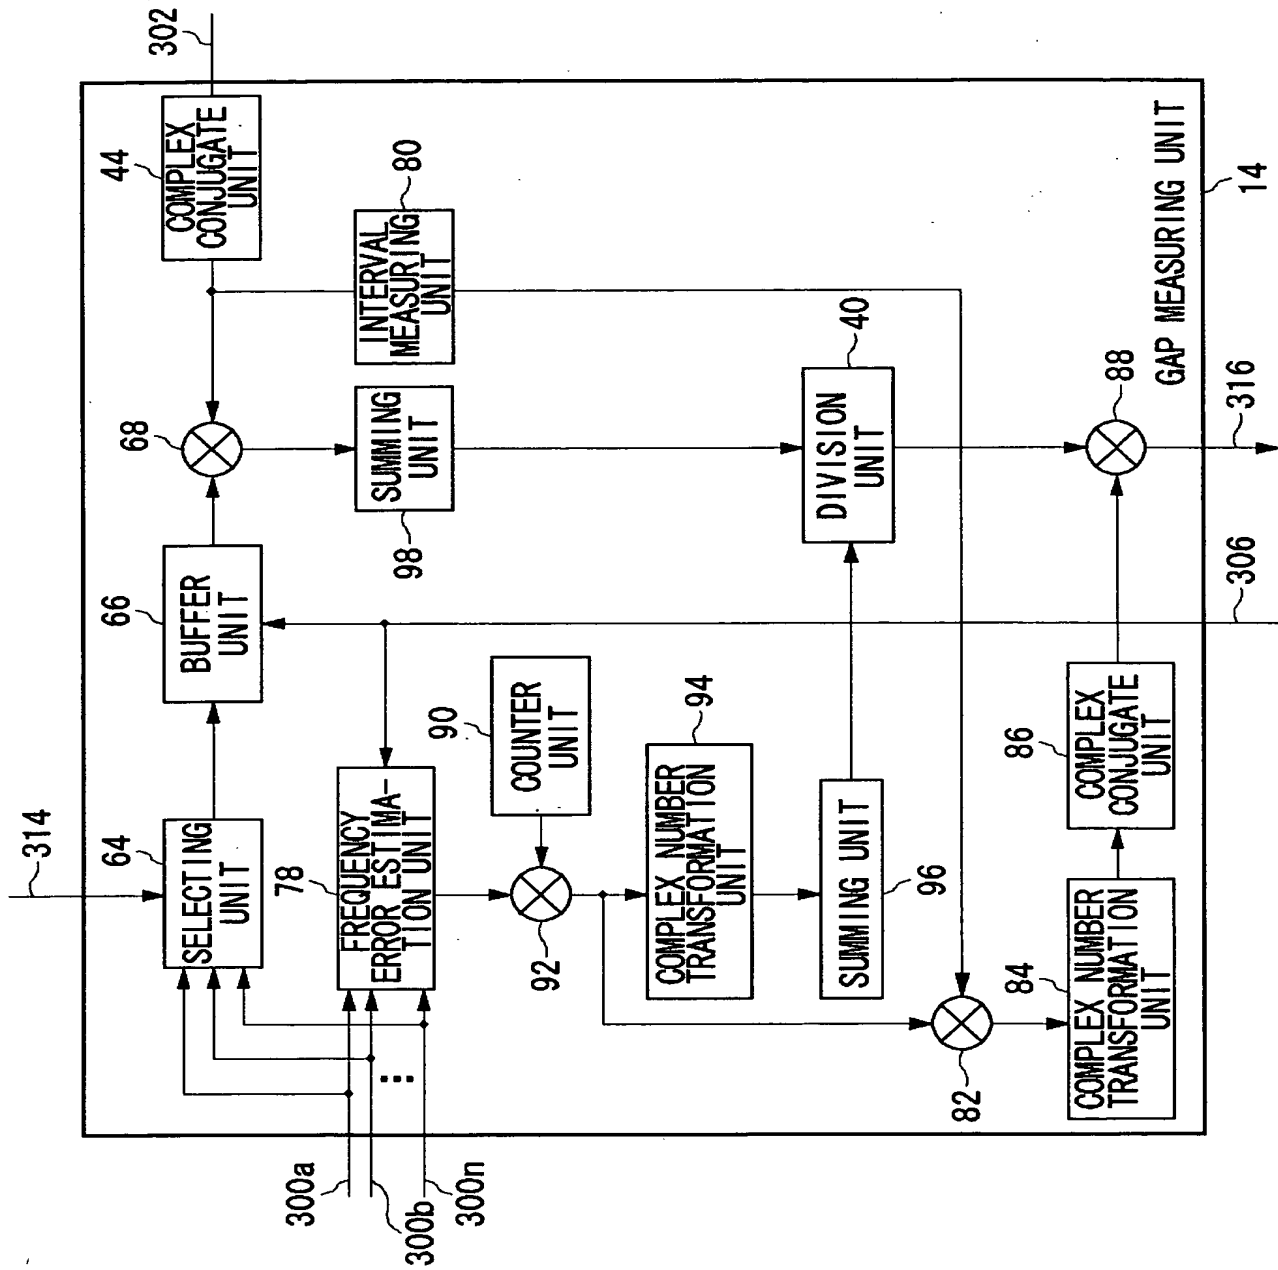 302
44
COMPLEX
CONJUGATE
UNIT
80
INTERVAL
MEASURING
UNIT
40
DIVISION
UNIT
88
GAP MEASURING UNIT
14
316
68
SUMMING
UNIT
98
66
BUFFER
UNIT
306
90
COUNTER
UNIT
94
COMPLEX NUMBER
TRANSFORMATION
UNIT
86
COMPLEX
CONJUGATE
UNIT
314
64
SELECTING
UNIT
78
FREQUENCY
ERROR ESTIMA-
TION UNIT
92
SUMMING UNIT
96
82
84
COMPLEX NUMBER
TRANSFORMATION
UNIT
300a
300b
300n